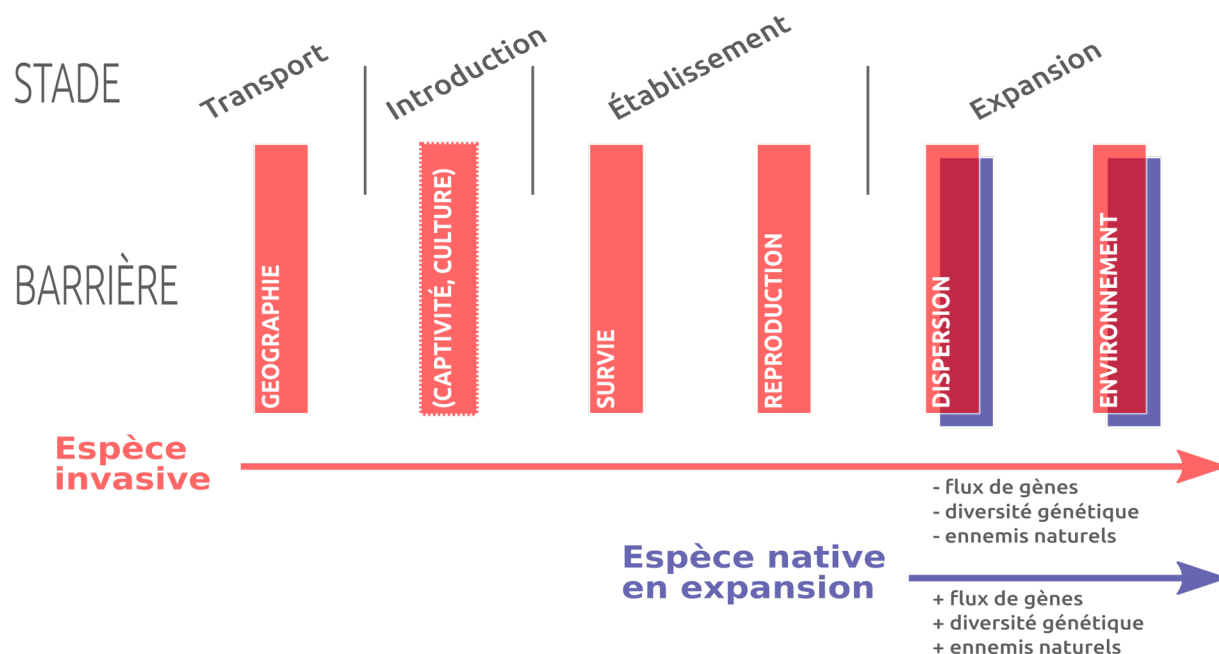 STADE
Transport
Introduction
Établissement
Expansion
BARRIÈRE
GEOGRAPHIE
(CAPTIVITÉ, CULTURE)
SURVIE
REPRODUCTION
DISPERSION
ENVIRONNEMENT
Espèce
invasive
- flux de gènes
- diversité génétique
- ennemis naturels
Espèce native
en expansion
+ flux de gènes
+ diversité génétique
+ ennemis naturels